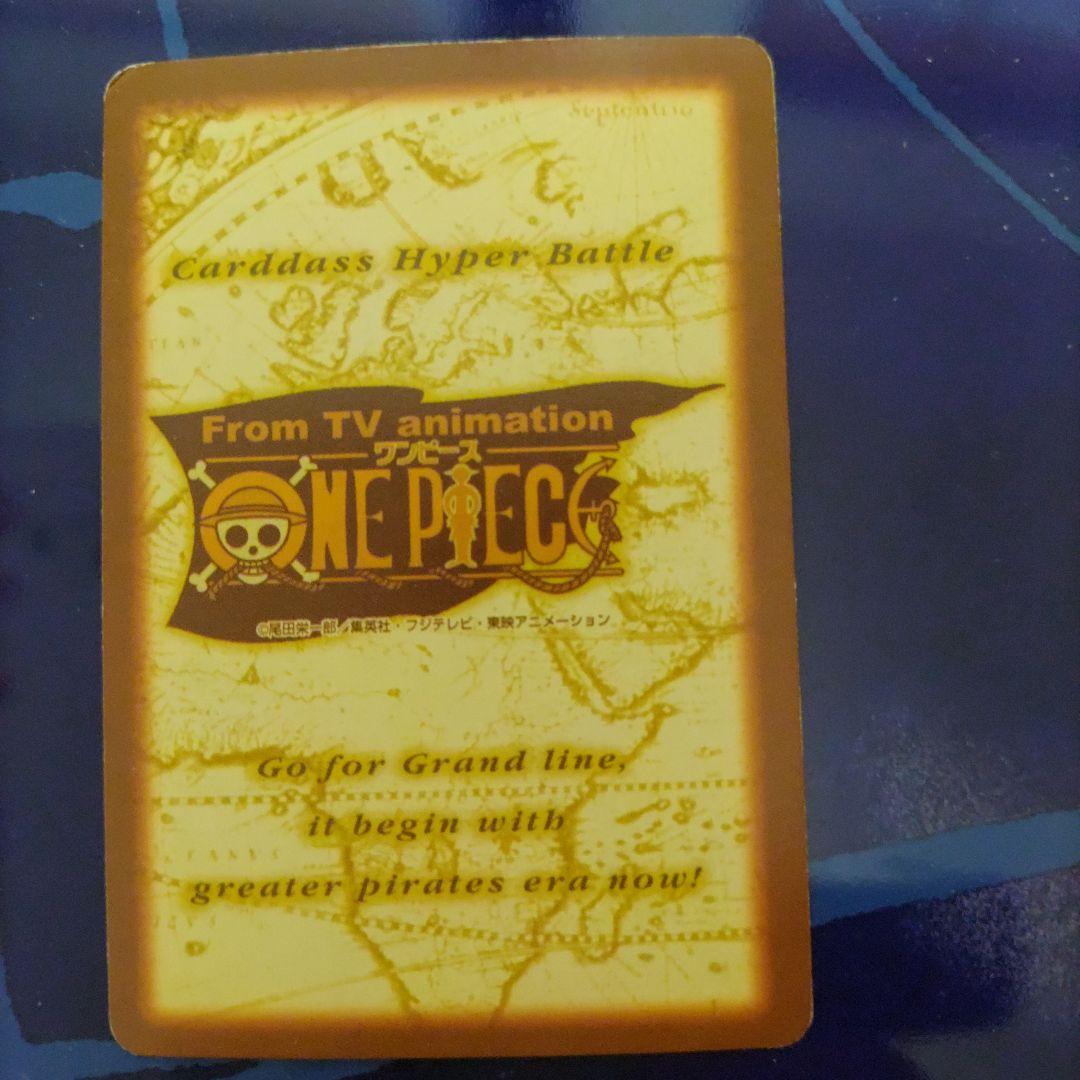 Septentrio
Carddass Hyper Battle
From TV animation
ワンピース
ONE PIECE
©尾田栄一郎／集英社・フジテレビ・東映アニメーション
Go for Grand line,
it begin with
greater pirates era now!